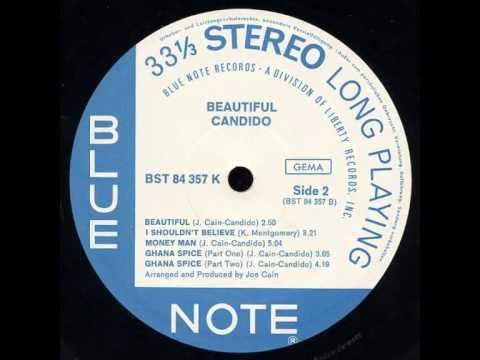 33⅓ STEREO LONG PLAYING
BLUE NOTE RECORDS - A DIVISION OF LIBERTY RECORDS, INC.
BEAUTIFUL
CANDIDO
BLUE
GEMA
BST 84 357 K
Side 2
(BST 84 357 B)
BEAUTIFUL (J. Cain-Candido) 2.50
I SHOULDN'T BELIEVE (K. Montgomery) 8.21
MONEY MAN (J. Cain-Candido) 5.04
GHANA SPICE (Part One) (J. Cain-Candido) 3.05
GHANA SPICE (Part Two) (J. Cain-Candido) 4.19
Arranged and Produced by Joe Cain
NOTE ®